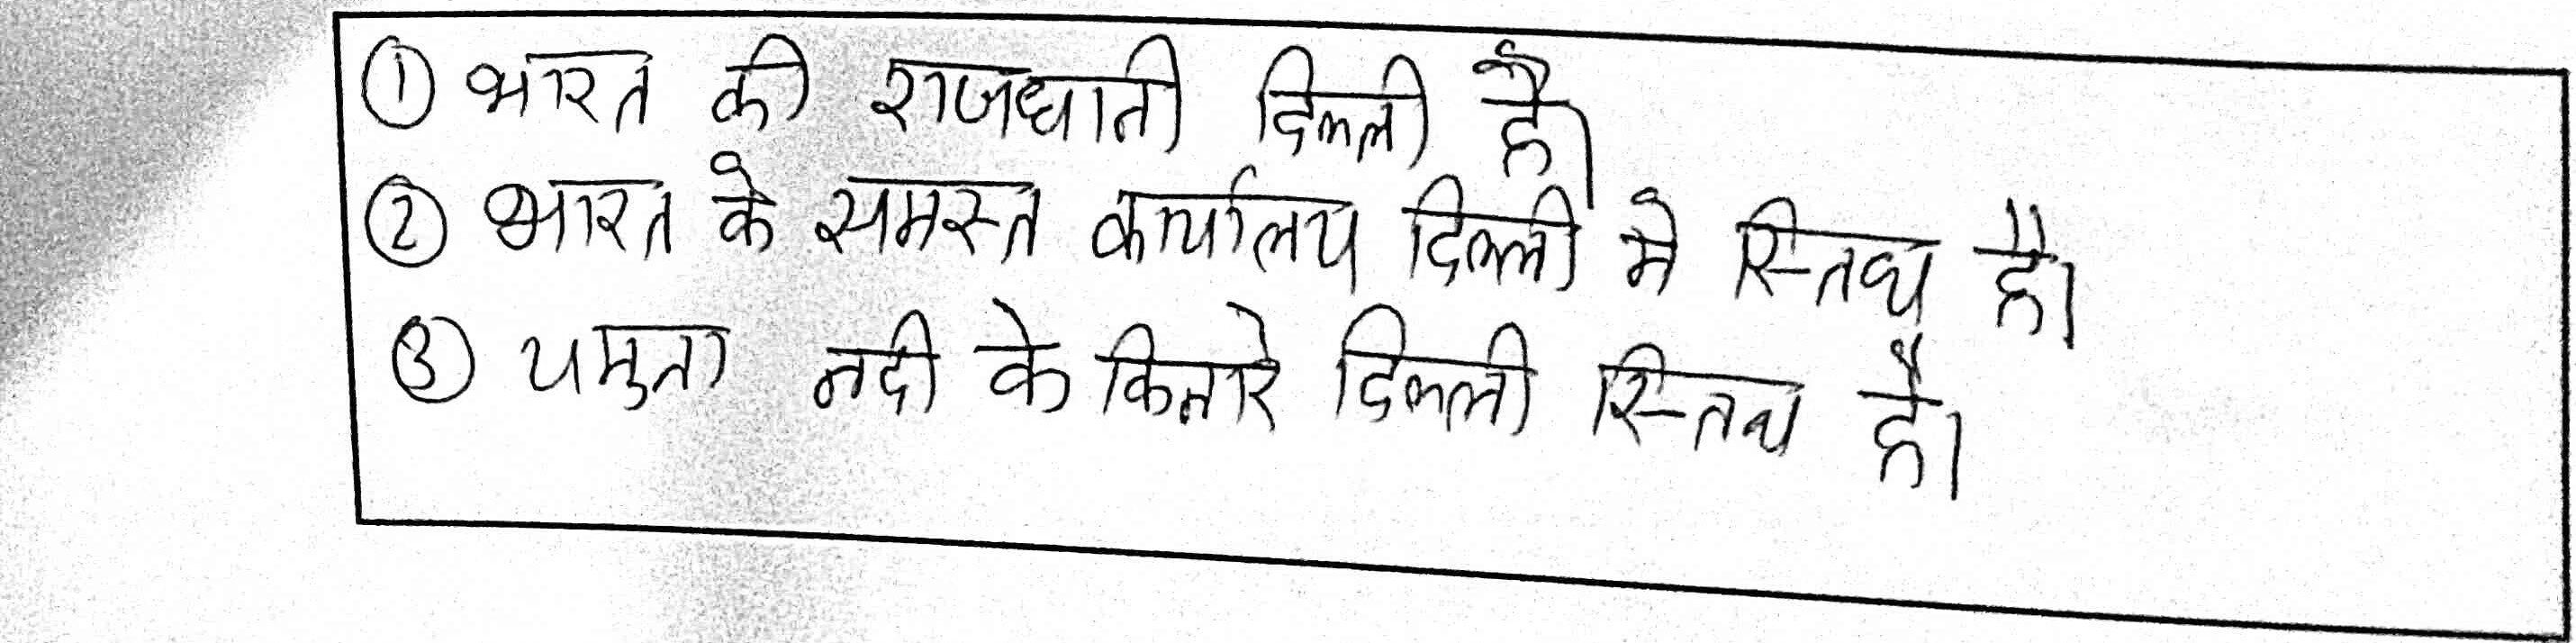 ① भारत की राजधानी दिल्ली है।
② भारत के समस्त कार्यालय दिल्ली मे स्तिथ है।
③ यमुना नदी के किनारे दिल्ली स्तिथ है।